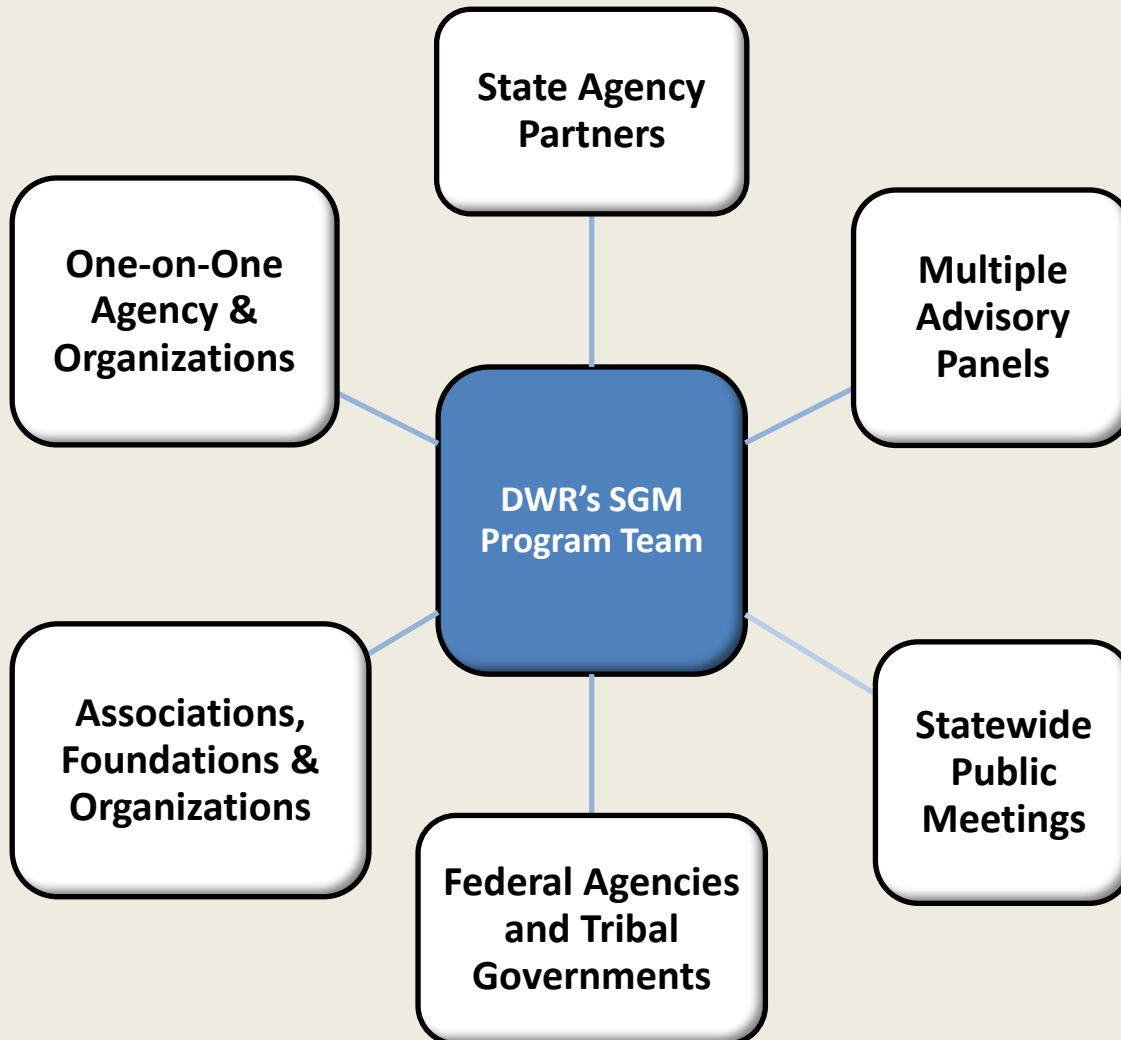 State Agency
Partners
One-on-One
Agency &
Organizations
Multiple
Advisory
Panels
DWR’s SGM
Program Team
Associations,
Foundations &
Organizations
Statewide
Public
Meetings
Federal Agencies
and Tribal
Governments